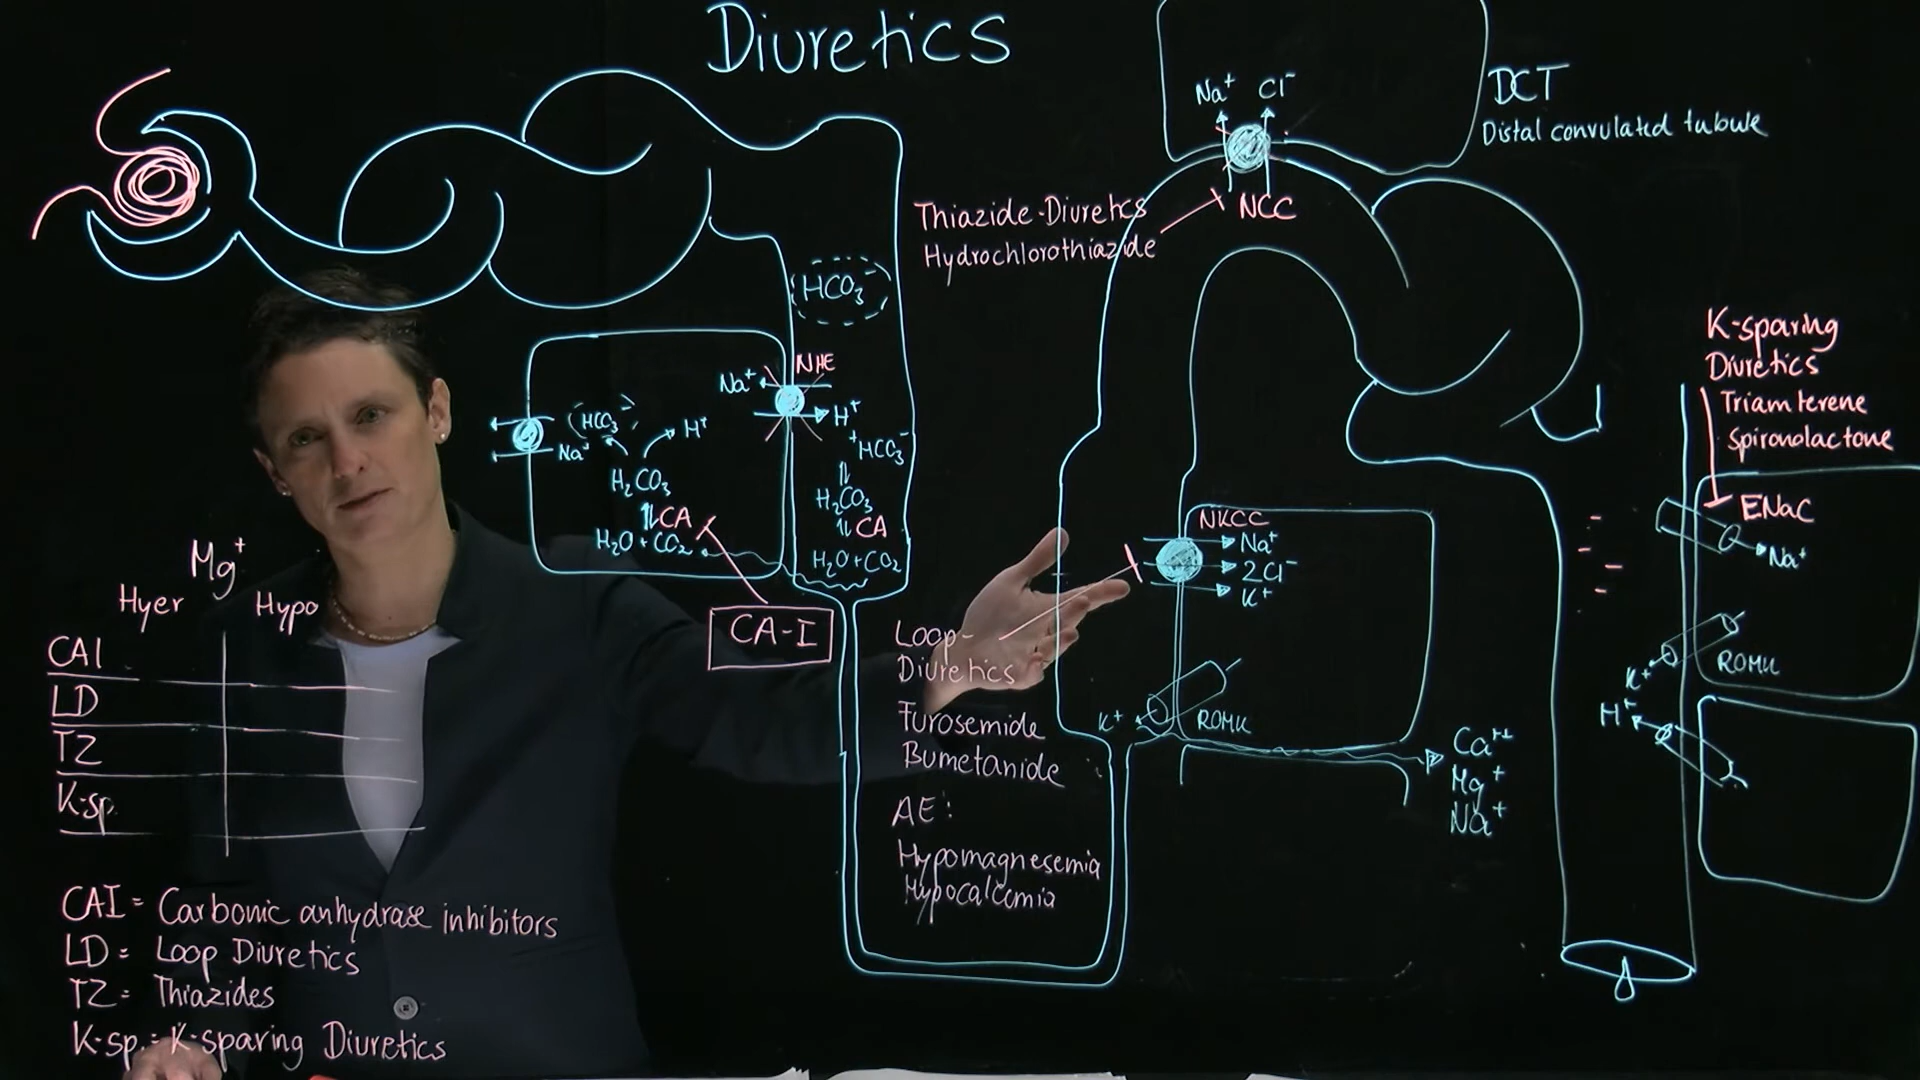 Diuretics
Na⁺ Cl⁻
DCT
Distal convulated tubule
Thiazide-Diuretics
Hydrochlorothiazide
NCC
HCO₃⁻
K-sparing
Diuretics
Triamterene
Spironolactone
NHE
Na⁺
H⁺
+HCO₃⁻
H₂CO₃
CA
H₂O+CO₂
HCO₃⁻
H⁺
Na⁺
H₂CO₃
CA
H₂O + CO₂
CA-I
NKCC
Na⁺
2Cl⁻
K⁺
ENaC
Na⁺
Loop-
Diuretics
Furosemide
Bumetanide
AE:
Hypomagnesemia
Hypocalcemia
K⁺
ROMK
Ca⁺⁺
Mg⁺
Na⁺
K⁺
ROMK
H⁺
Mg⁺
Hyer Hypo
CAI
LD
TZ
K-sp.
CAI = Carbonic anhydrase inhibitors
LD = Loop Diuretics
TZ = Thiazides
K-sp. = K-sparing Diuretics